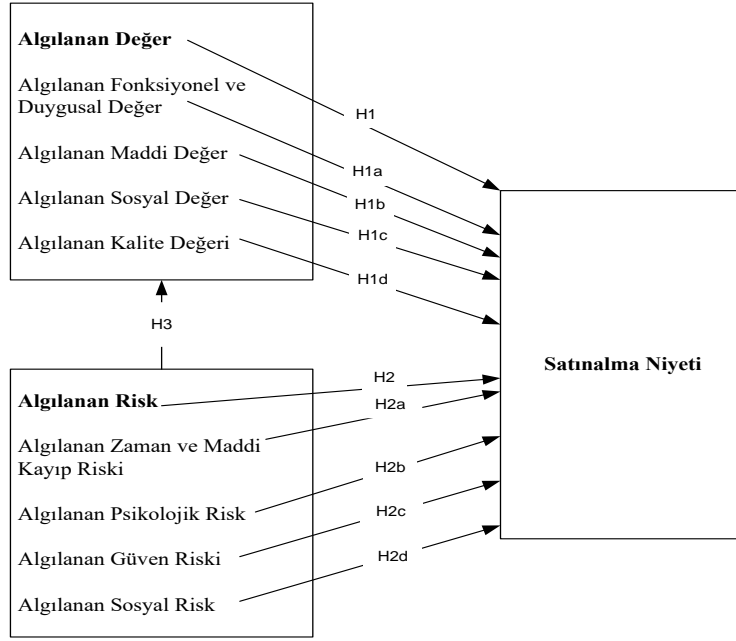 Algılanan Değer
Algılanan Fonksiyonel ve
Duygusal Değer
Algılanan Maddi Değer
Algılanan Sosyal Değer
Algılanan Kalite Değeri
H1
H1a
H1b
H1c
H1d
H3
Satınalma Niyeti
Algılanan Risk
Algılanan Zaman ve Maddi
Kayıp Riski
Algılanan Psikolojik Risk
Algılanan Güven Riski
Algılanan Sosyal Risk
H2
H2a
H2b
H2c
H2d